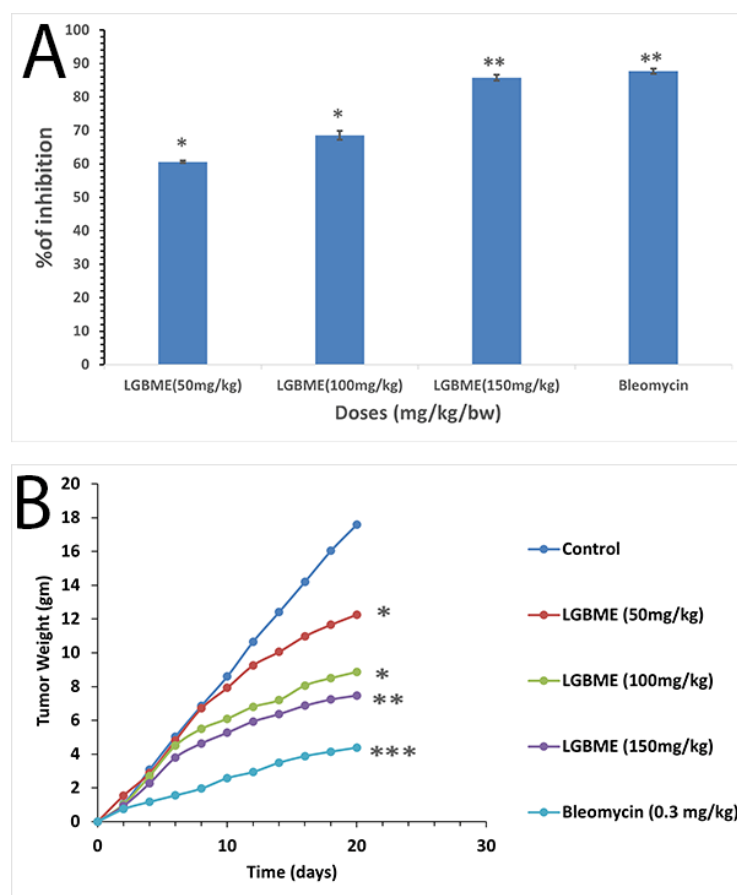 A
100
90
80
70
60
50
40
30
20
10
0
%of inhibition
*
*
**
**
LGBME(50mg/kg) LGBME(100mg/kg) LGBME(150mg/kg) Bleomycin
Doses (mg/kg/bw)
B
20
18
16
14
12
10
8
6
4
2
0
Tumor Weight (gm)
*
*
**
***
0 10 20 30
Time (days)
Control
LGBME (50mg/kg)
LGBME (100mg/kg)
LGBME (150mg/kg)
Bleomycin (0.3 mg/kg)